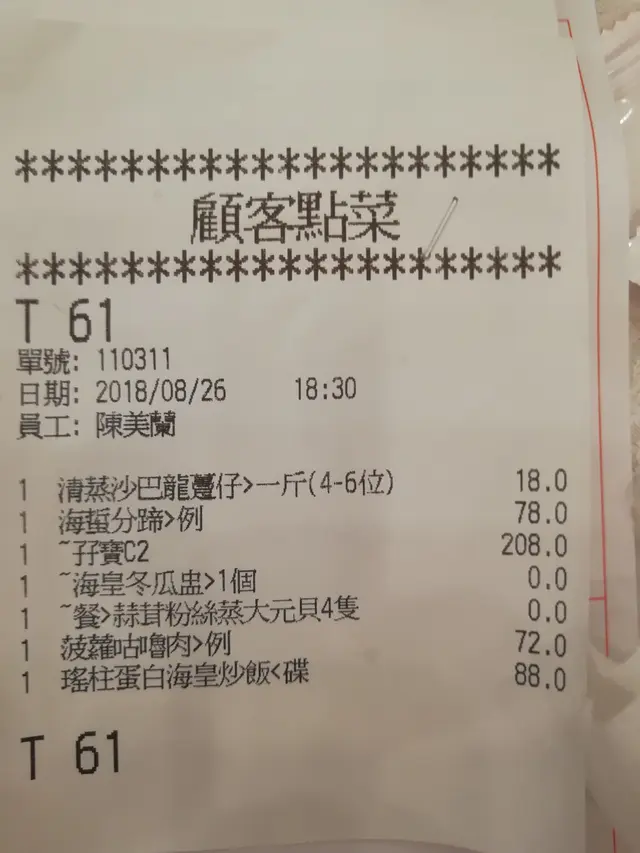 **********************
顧客點菜
**********************
T 61
單號: 110311
日期: 2018/08/26 18:30
員工: 陳美蘭
1 清蒸沙巴龍躉仔>一斤(4-6位) 18.0
1 海蜇分蹄>例 78.0
1 ~孖寶C2 208.0
1 ~海皇冬瓜盅>1個 0.0
1 ~餐>蒜茸粉絲蒸大元貝4隻 0.0
1 菠蘿咕嚕肉>例 72.0
1 瑤柱蛋白海皇炒飯<碟 88.0
T 61